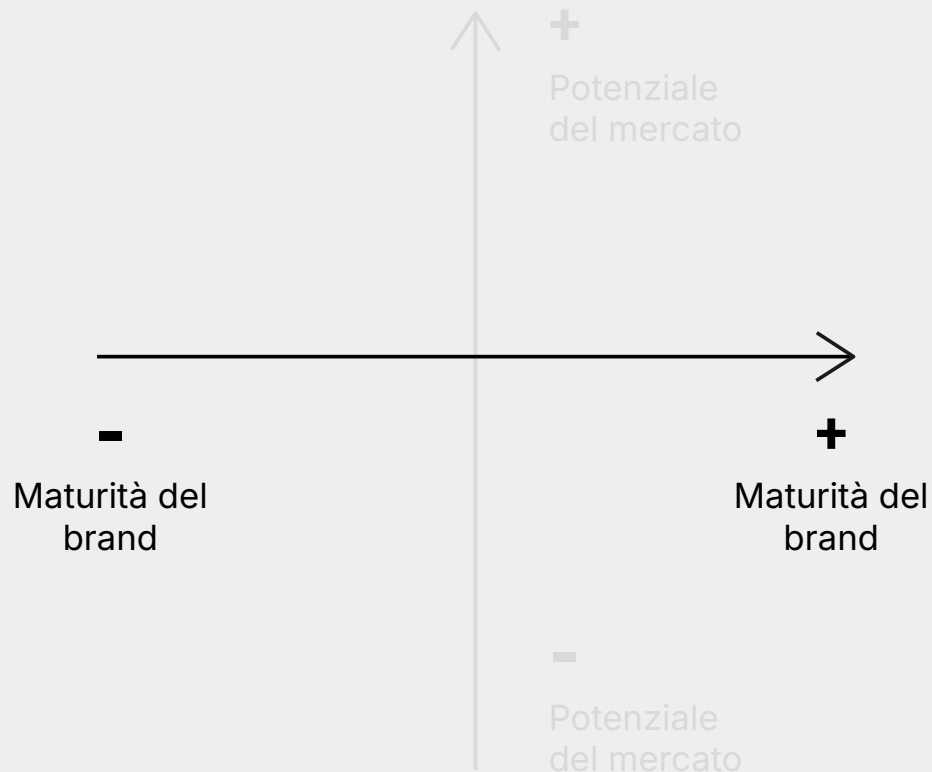 +
Potenziale
del mercato
-
Maturità del
brand
+
Maturità del
brand
-
Potenziale
del mercato